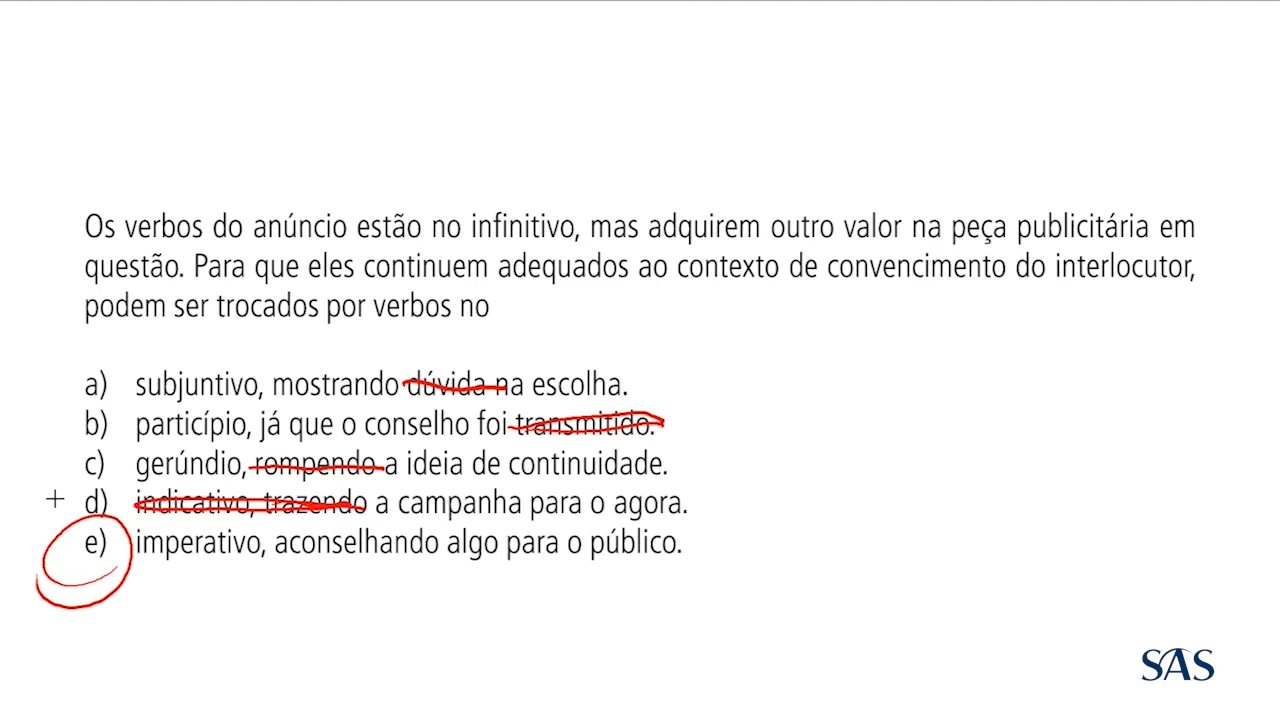 Os verbos do anúncio estão no infinitivo, mas adquirem outro valor na peça publicitária em
questão. Para que eles continuem adequados ao contexto de convencimento do interlocutor,
podem ser trocados por verbos no
a) subjuntivo, mostrando dúvida na escolha.
b) particípio, já que o conselho foi transmitido.
c) gerúndio, rompendo a ideia de continuidade.
d) indicativo, trazendo a campanha para o agora.
e) imperativo, aconselhando algo para o público.
SAS